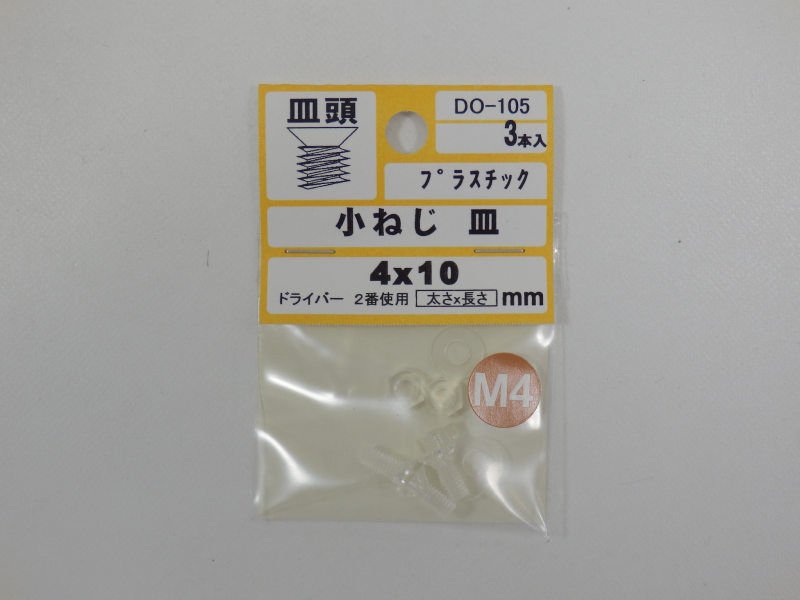 皿頭
DO-105
3本入
プラスチック
小ねじ 皿
4x10
ドライバー 2番使用 太さx長さ mm
M4